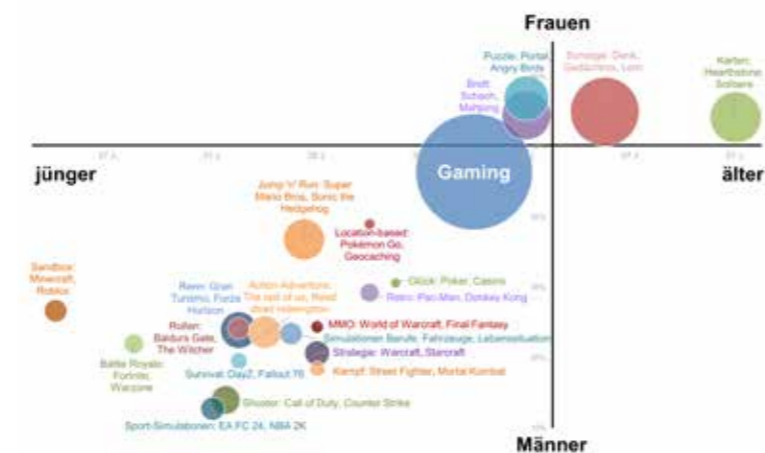 Frauen
Puzzle: Portal,
Angry Birds
Sonstige: Denk,
Gedächtnis, Lern
Karten:
Hearthstone
Solitaire
Brett:
Schach,
Mahjong
jünger
Gaming
älter
Jump 'n' Run: Super
Mario Bros, Sonic the
Hedgehog
Location-based:
Pokémon Go,
Geocaching
Sandbox:
Minecraft,
Roblox
Glück: Poker, Casino
Retro: Pac-Man, Donkey Kong
Renn: Gran
Turismo, Forza
Horizon
Action-Adventure:
The last of us, Read
dead redemption
Rollen:
Baldurs Gate,
The Witcher
MMO: World of Warcraft, Final Fantasy
Simulationen Berufe, Fahrzeuge, Lebenssituation
Strategie: Warcraft, Starcraft
Battle Royale:
Fortnite,
Warzone
Survival: DayZ, Fallout 76
Kampf: Street Fighter, Mortal Kombat
Shooter: Call of Duty, Counter Strike
Sport-Simulationen: EA FC 24, NBA 2K
Männer